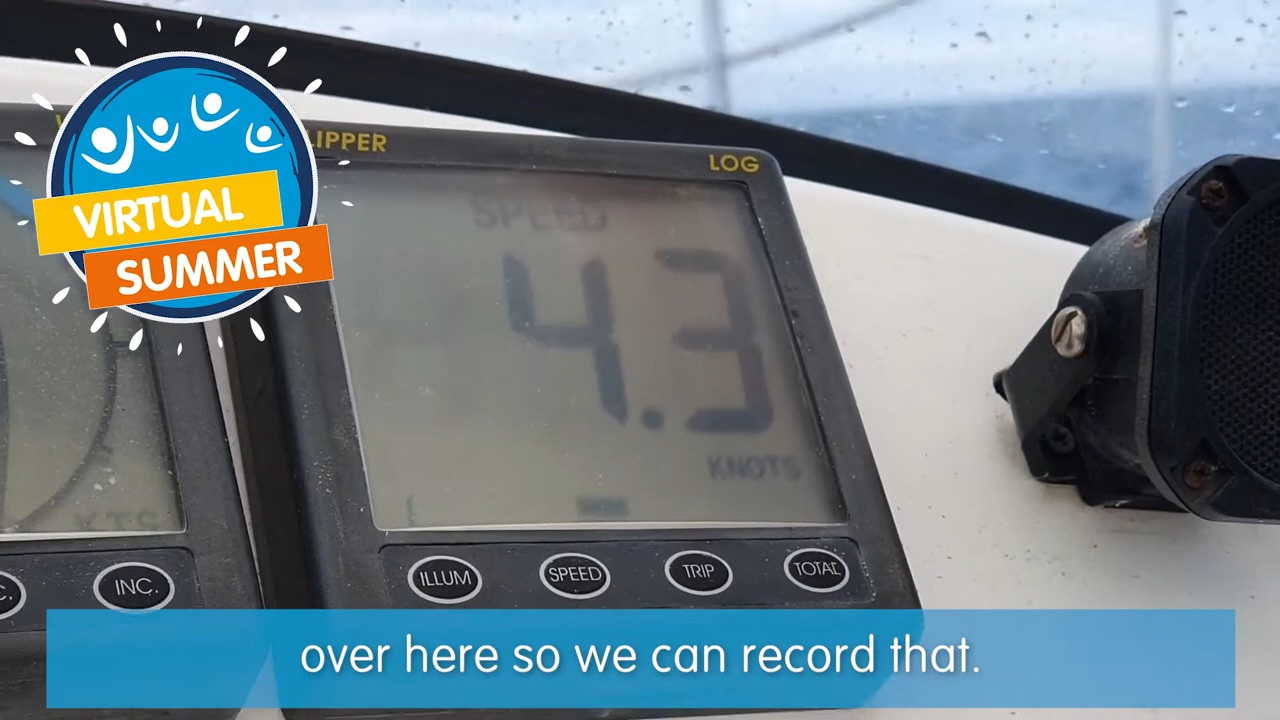 VIRTUAL
SUMMER
LIPPER
LOG
SPEED
4.3
KNOTS
KTS
INC.
ILLUM
SPEED
TRIP
TOTAL
over here so we can record that.